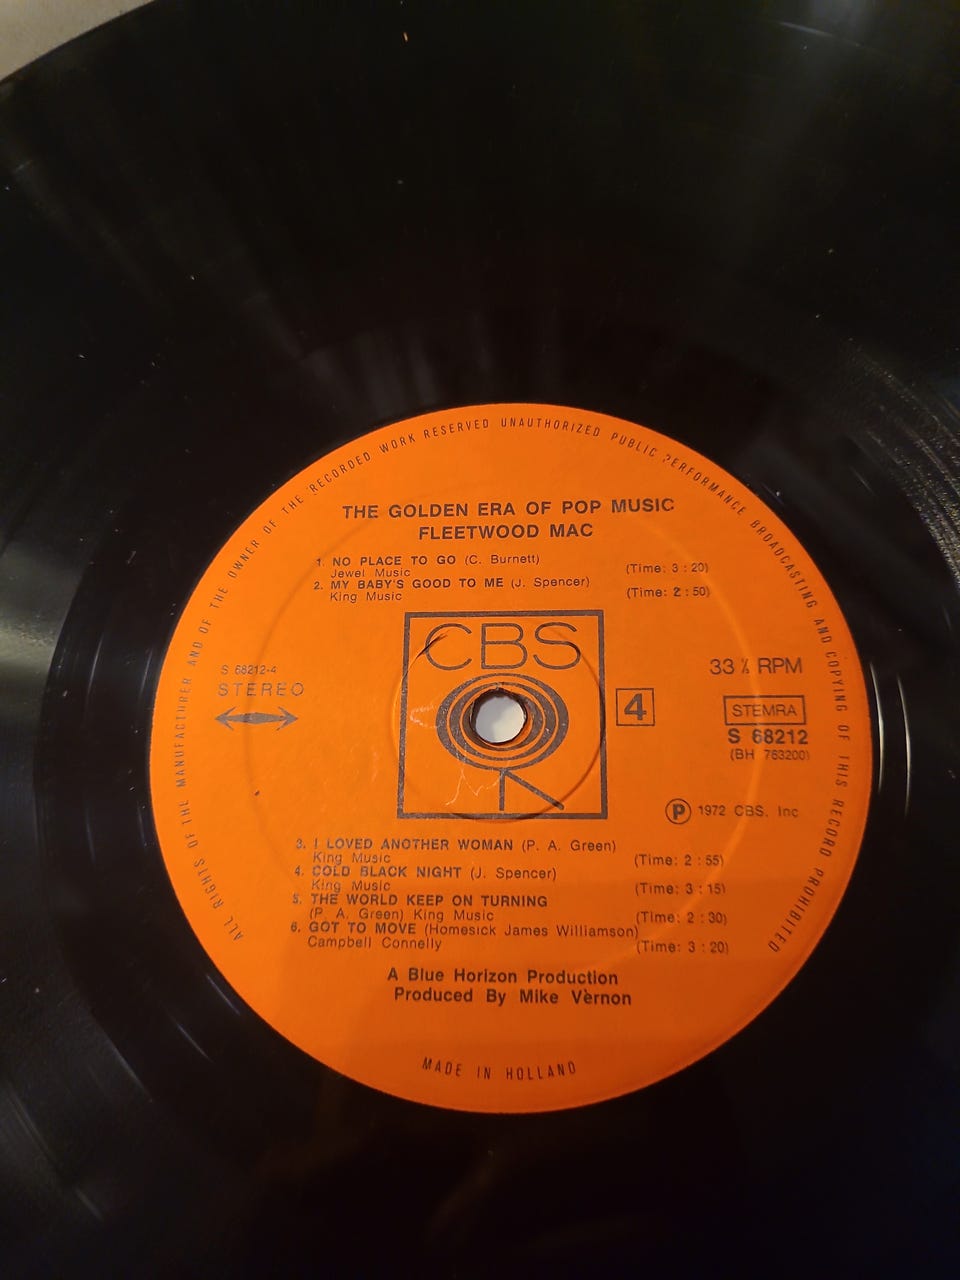 ALL RIGHTS OF THE MANUFACTURER AND OF THE OWNER OF THE RECORDED WORK RESERVED UNAUTHORIZED PUBLIC PERFORMANCE BROADCASTING AND COPYING OF THIS RECORD PROHIBITED
THE GOLDEN ERA OF POP MUSIC
FLEETWOOD MAC
1. NO PLACE TO GO (C. Burnett)
Jewel Music (Time: 3 : 20)
2. MY BABY'S GOOD TO ME (J. Spencer)
King Music (Time: 2 : 50)
CBS
S 68212-4
STEREO
4
33 ⅓ RPM
STEMRA
S 68212
(BH 763200)
℗ 1972 CBS. Inc
3. I LOVED ANOTHER WOMAN (P. A. Green)
King Music (Time: 2 : 55)
4. COLD BLACK NIGHT (J. Spencer)
King Music (Time: 3 : 15)
5. THE WORLD KEEP ON TURNING
(P. A. Green) King Music (Time: 2 : 30)
6. GOT TO MOVE (Homesick James Williamson)
Campbell Connelly (Time: 3 : 20)
A Blue Horizon Production
Produced By Mike Vernon
MADE IN HOLLAND